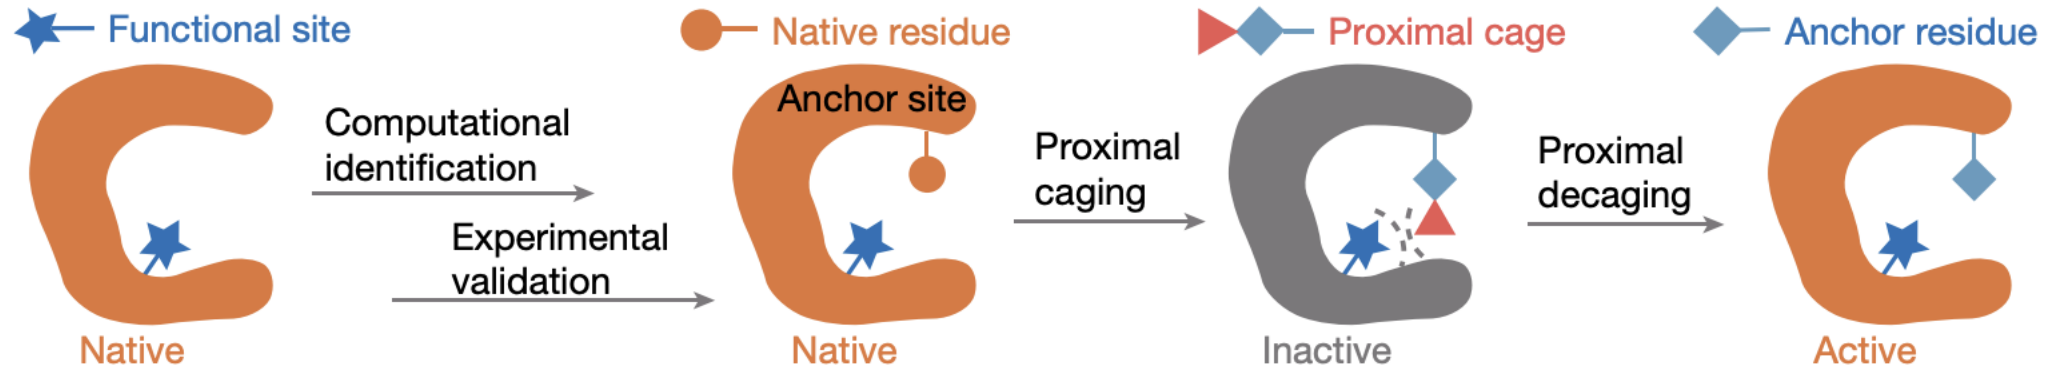 Functional site
Native residue
Proximal cage
Anchor residue
Computational
identification
Experimental
validation
Anchor site
Proximal
caging
Proximal
decaging
Native
Native
Inactive
Active